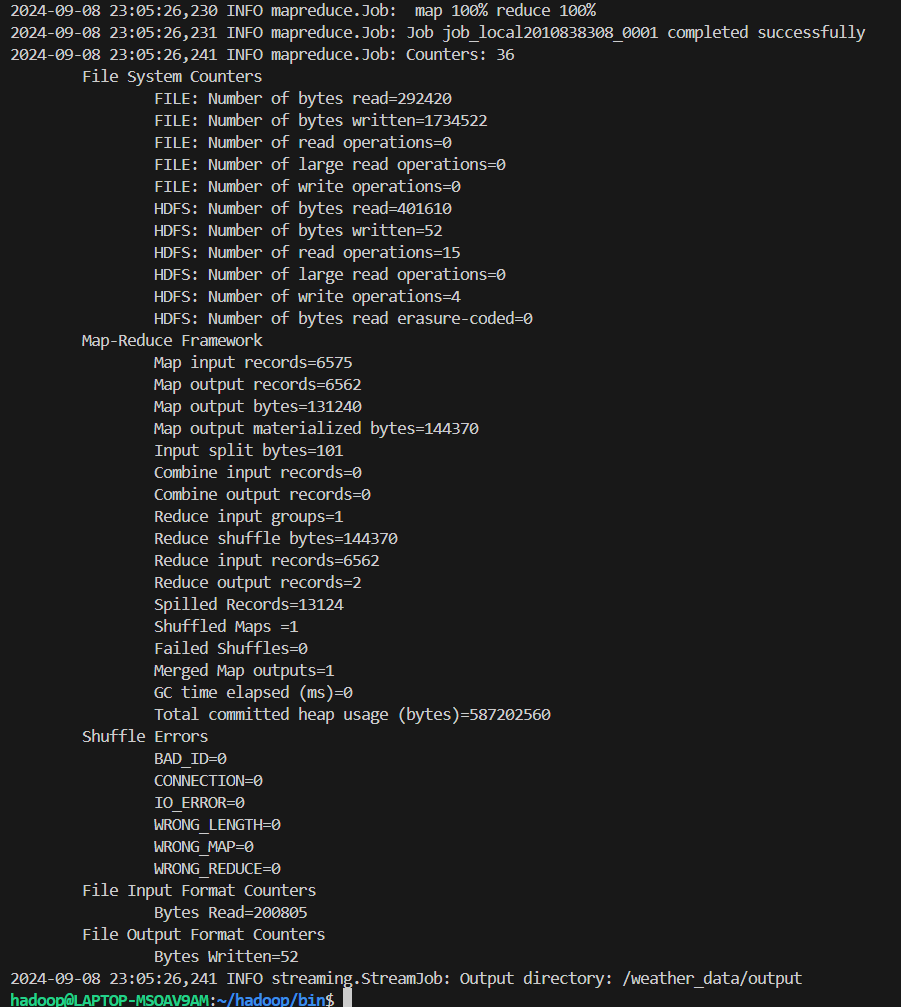 2024-09-08 23:05:26,230 INFO mapreduce.Job:  map 100% reduce 100%
2024-09-08 23:05:26,231 INFO mapreduce.Job: Job job_local2010838308_0001 completed successfully
2024-09-08 23:05:26,241 INFO mapreduce.Job: Counters: 36
File System Counters
FILE: Number of bytes read=292420
FILE: Number of bytes written=1734522
FILE: Number of read operations=0
FILE: Number of large read operations=0
FILE: Number of write operations=0
HDFS: Number of bytes read=401610
HDFS: Number of bytes written=52
HDFS: Number of read operations=15
HDFS: Number of large read operations=0
HDFS: Number of write operations=4
HDFS: Number of bytes read erasure-coded=0
Map-Reduce Framework
Map input records=6575
Map output records=6562
Map output bytes=131240
Map output materialized bytes=144370
Input split bytes=101
Combine input records=0
Combine output records=0
Reduce input groups=1
Reduce shuffle bytes=144370
Reduce input records=6562
Reduce output records=2
Spilled Records=13124
Shuffled Maps =1
Failed Shuffles=0
Merged Map outputs=1
GC time elapsed (ms)=0
Total committed heap usage (bytes)=587202560
Shuffle Errors
BAD_ID=0
CONNECTION=0
IO_ERROR=0
WRONG_LENGTH=0
WRONG_MAP=0
WRONG_REDUCE=0
File Input Format Counters
Bytes Read=200805
File Output Format Counters
Bytes Written=52
2024-09-08 23:05:26,241 INFO streaming.StreamJob: Output directory: /weather_data/output
hadoop@LAPTOP-MSOAV9AM:~/hadoop/bin$